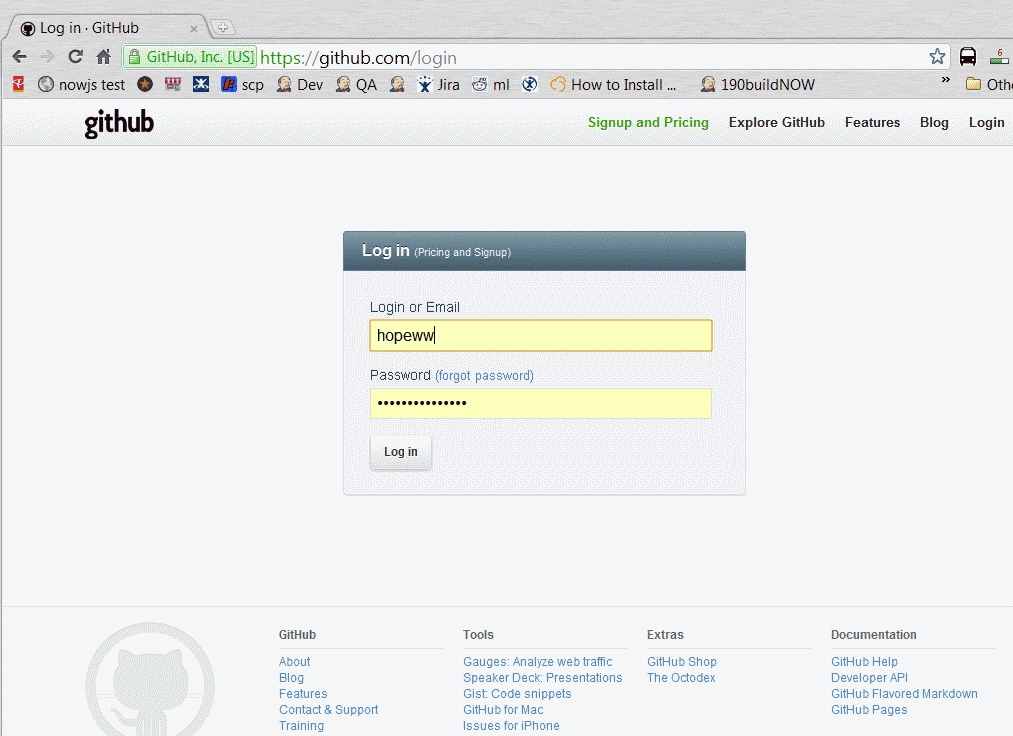 Log in · GitHub
GitHub, Inc. [US] https://github.com/login
6
nowjs test scp Dev QA Jira ml How to Install ... 190buildNOW » Othe
github Signup and Pricing Explore GitHub Features Blog Login
Log in (Pricing and Signup)
Login or Email
hopeww
Password (forgot password)
•••••••••••••••
Log in
GitHub Tools Extras Documentation
About Gauges: Analyze web traffic GitHub Shop GitHub Help
Blog Speaker Deck: Presentations The Octodex Developer API
Features Gist: Code snippets GitHub Flavored Markdown
Contact & Support GitHub for Mac GitHub Pages
Training Issues for iPhone